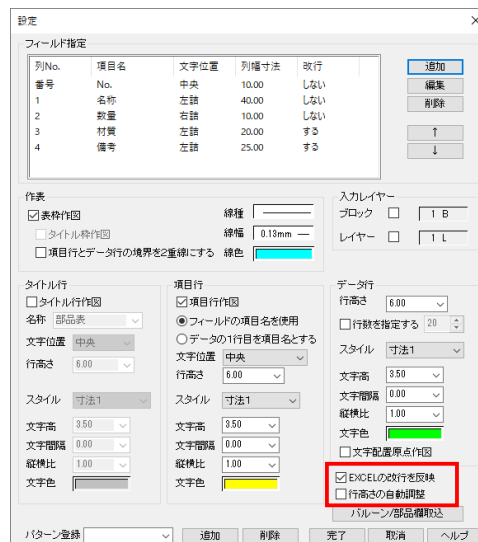 設定
フィールド指定
列No. 項目名 文字位置 列幅寸法 改行
番号 No. 中央 10.00 しない
1 名称 左詰 40.00 しない
2 数量 右詰 10.00 しない
3 材質 左詰 20.00 する
4 備考 左詰 25.00 する
追加
編集
削除
↑
↓
作表
表枠作図
タイトル枠作図
項目行とデータ行の境界を2重線にする
線種
線幅 0.13mm
線色
入力レイヤー
ブロック 1 B
レイヤー 1 L
タイトル行
タイトル行作図
名称 部品表
文字位置 中央
行高さ 6.00
スタイル 寸法1
文字高 3.50
文字間隔 0.00
縦横比 1.00
文字色
項目行
項目行作図
フィールドの項目名を使用
データの1行目を項目名とする
文字位置 中央
行高さ 6.00
スタイル 寸法1
文字高 3.50
文字間隔 0.00
縦横比 1.00
文字色
データ行
行高さ 6.00
行数を指定する 20
スタイル 寸法1
文字高 3.50
文字間隔 0.00
縦横比 1.00
文字色
文字配置原点作図
EXCELの改行を反映
行高さの自動調整
バルーン/部品欄取込
パターン登録 追加 削除 完了 取消 ヘルプ